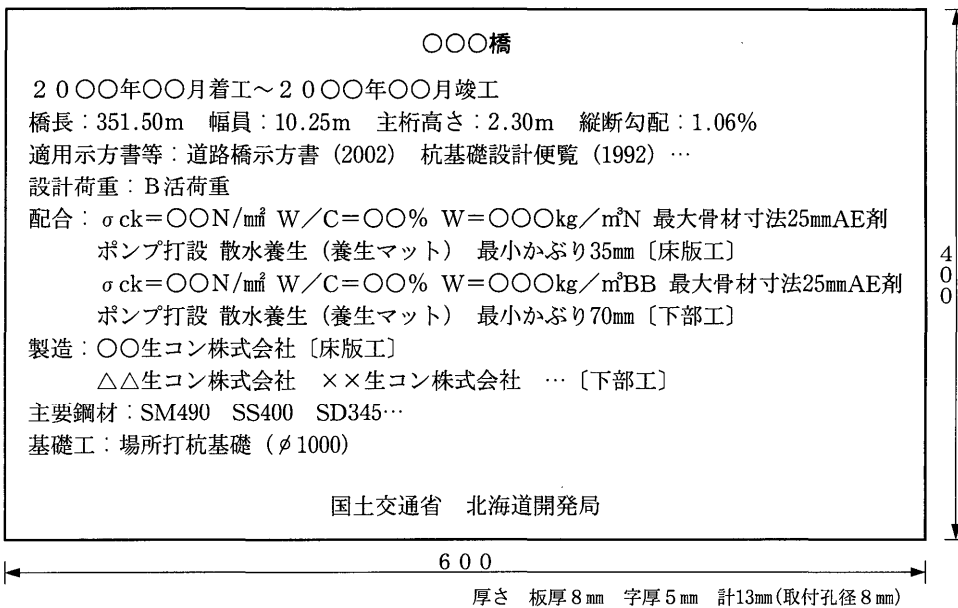 ○○○橋
２０○○年○○月着工～２０○○年○○月竣工
橋長：351.50m　幅員：10.25m　主桁高さ：2.30m　縦断勾配：1.06%
適用示方書等：道路橋示方書（2002）　杭基礎設計便覧（1992）…
設計荷重：B活荷重
配合：σck＝○○N/㎟ W／C＝○○%　W＝○○○kg／㎥N 最大骨材寸法25㎜AE剤
ポンプ打設 散水養生（養生マット）　最小かぶり35㎜〔床版工〕
σck＝○○N/㎟ W／C＝○○%　W＝○○○kg／㎥BB 最大骨材寸法25㎜AE剤
ポンプ打設 散水養生（養生マット）　最小かぶり70㎜〔下部工〕
製造：○○生コン株式会社〔床版工〕
△△生コン株式会社　××生コン株式会社　…〔下部工〕
主要鋼材：SM490　SS400　SD345…
基礎工：場所打杭基礎（φ1000）
国土交通省　北海道開発局
400
600
厚さ　板厚８㎜　字厚５㎜　計13㎜(取付孔径８㎜)